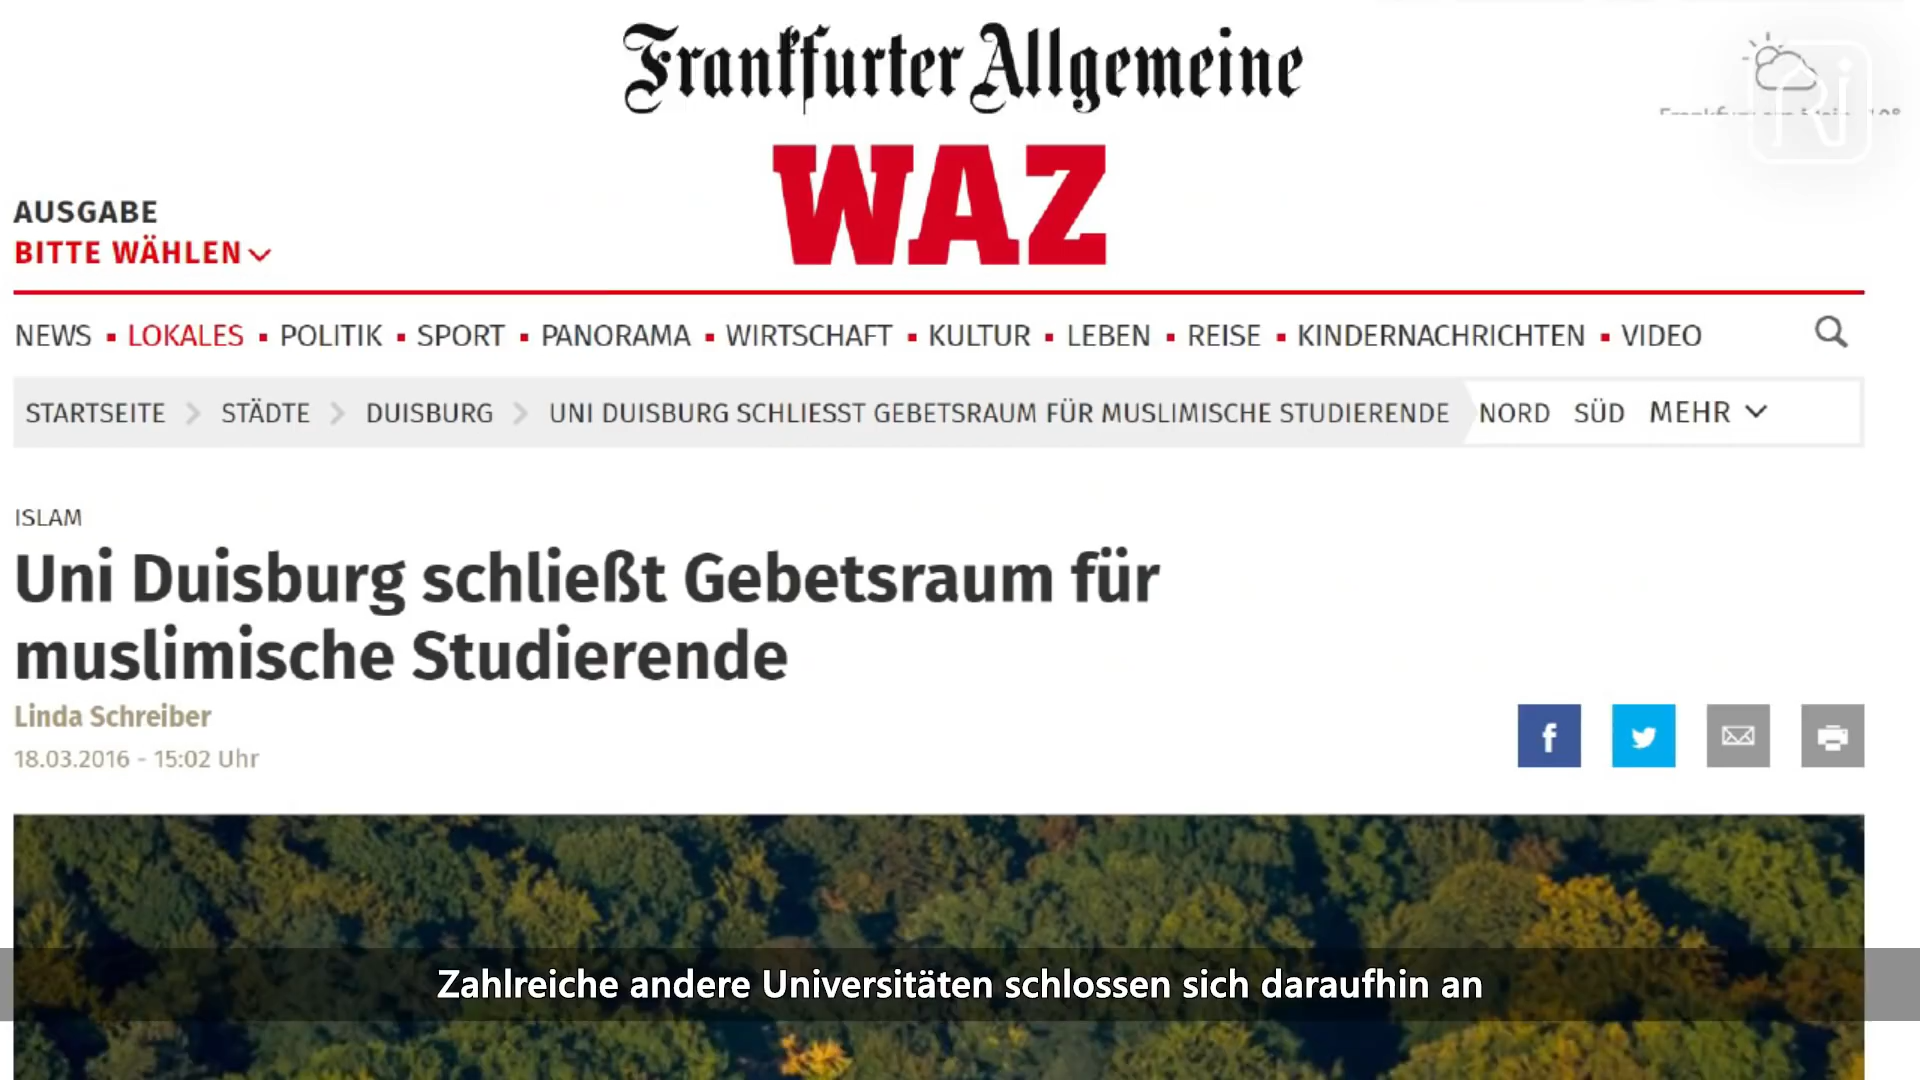 Frankfurter Allgemeine
Ri
WAZ
AUSGABE
BITTE WÄHLEN
NEWS LOKALES POLITIK SPORT PANORAMA WIRTSCHAFT KULTUR LEBEN REISE KINDERNACHRICHTEN VIDEO
STARTSEITE STÄDTE DUISBURG UNI DUISBURG SCHLIESST GEBETSRAUM FÜR MUSLIMISCHE STUDIERENDE NORD SÜD MEHR
ISLAM
Uni Duisburg schließt Gebetsraum für
muslimische Studierende
Linda Schreiber
18.03.2016 - 15:02 Uhr
Zahlreiche andere Universitäten schlossen sich daraufhin an